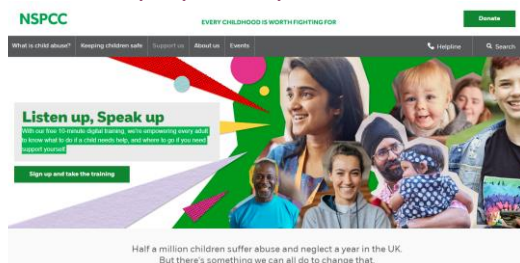 NSPCC
EVERY CHILDHOOD IS WORTH FIGHTING FOR
Donate
What is child abuse? Keeping children safe Support us About us Events Helpline Search
Listen up, Speak up
With our free 10-minute digital training, we're empowering every adult
to know what to do if a child needs help, and where to go if you need
support yourself.
Sign up and take the training
Half a million children suffer abuse and neglect a year in the UK.
But there's something we can all do to change that.